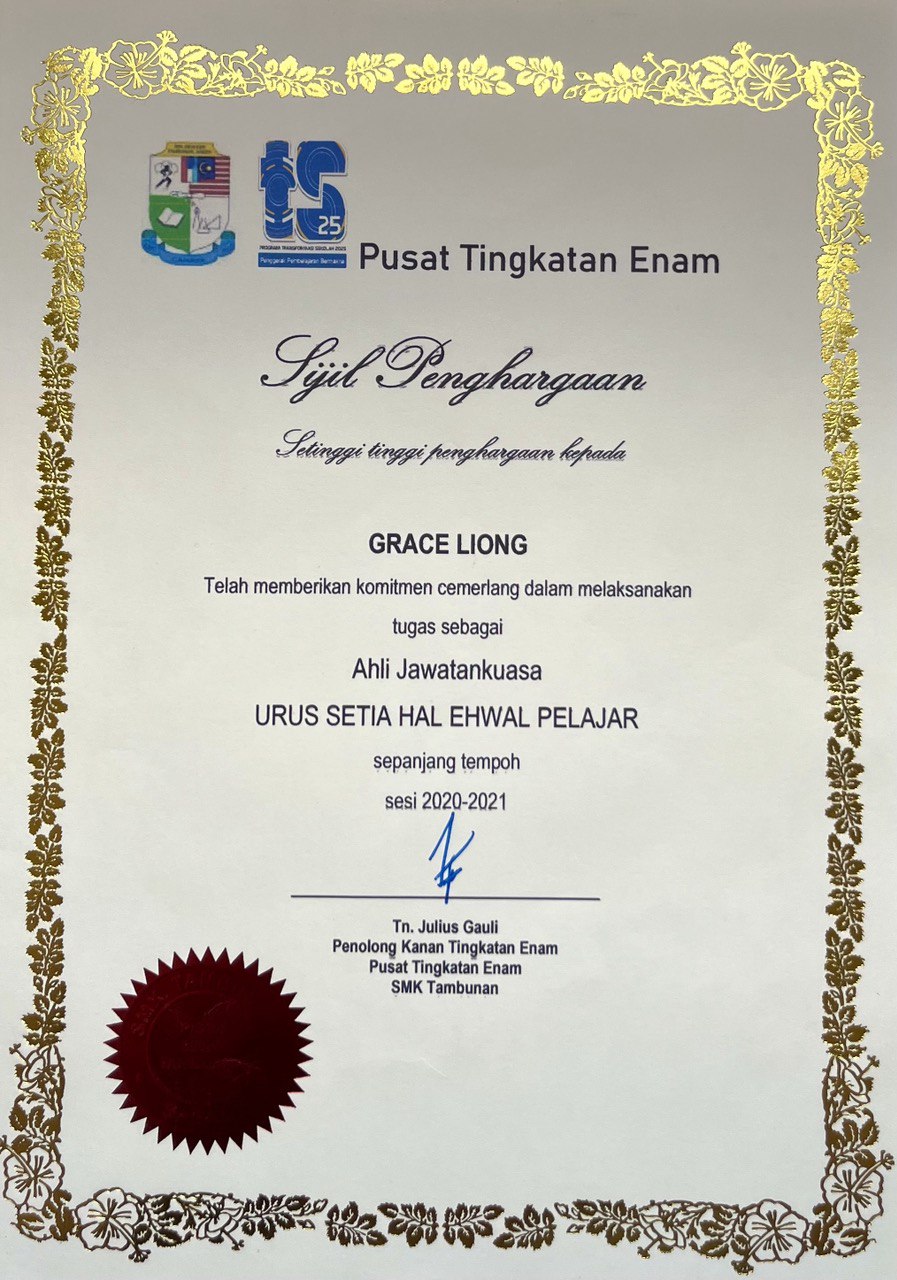 tS
25
PROGRAM TRANSFORMASI SEKOLAH 2025
Penggerak Pembelajaran Bermakna
Pusat Tingkatan Enam
Sijil Penghargaan
Setinggi tinggi penghargaan kepada
GRACE LIONG
Telah memberikan komitmen cemerlang dalam melaksanakan
tugas sebagai
Ahli Jawatankuasa
URUS SETIA HAL EHWAL PELAJAR
sepanjang tempoh
sesi 2020-2021
Tn. Julius Gauli
Penolong Kanan Tingkatan Enam
Pusat Tingkatan Enam
SMK Tambunan